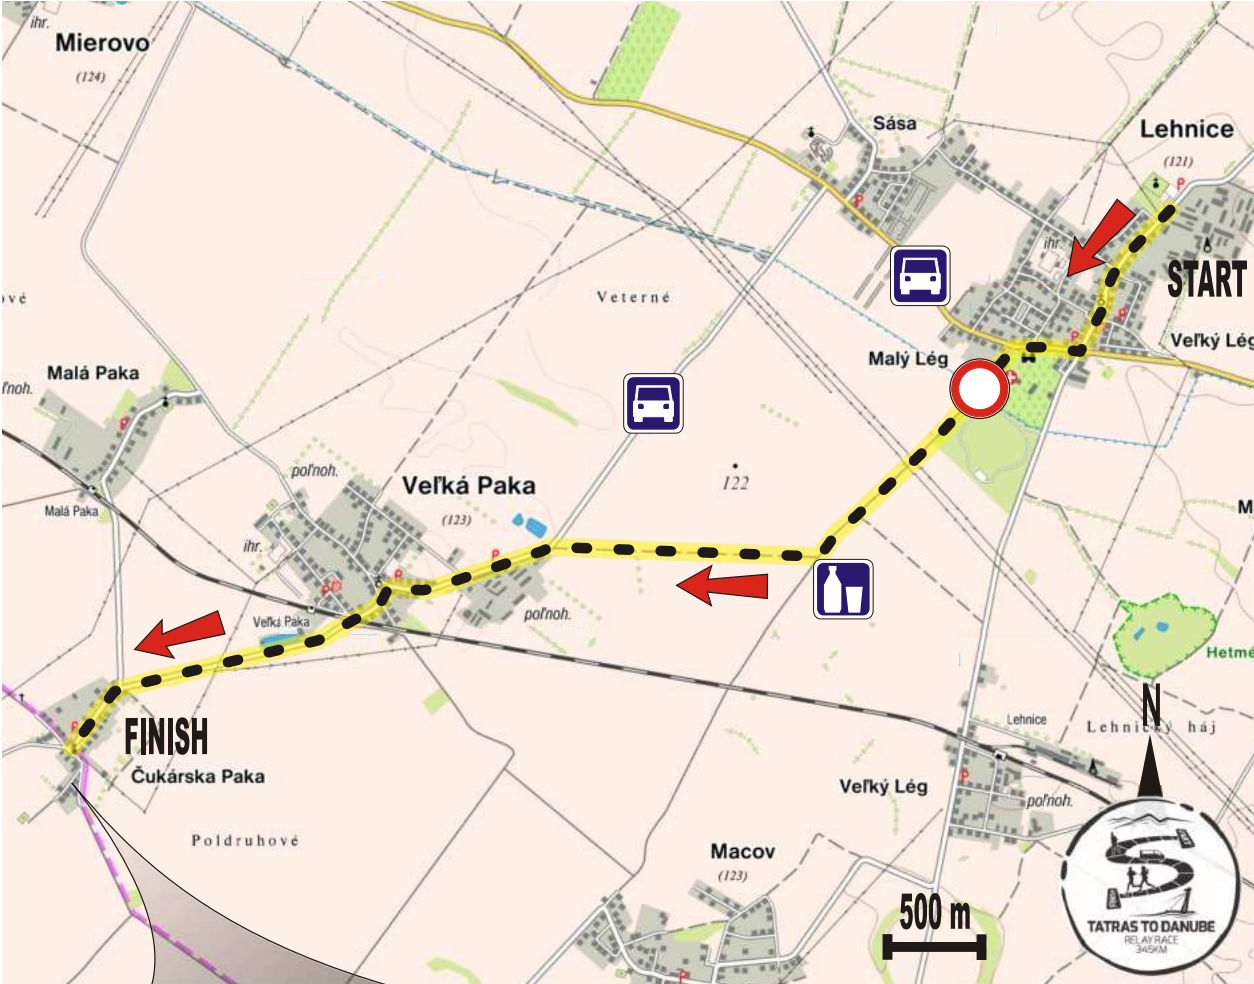 ihr.
Mierovo
(124)
Sása
Lehnice
(121)
ihr.
START
Veterné
ové
Malý Lég
Veľký Lég
Malá Paka
ľnoh.
poľnoh.
Veľká Paka
(123)
122
Malá Paka
ihr.
M
Veľká Paka
poľnoh.
Hetmé
N
Lehnice
Lehnický háj
FINISH
Čukárska Paka
Veľký Lég
poľnoh.
Poldruhové
Macov
(123)
500 m
TATRAS TO DANUBE
RELAY RACE
345KM